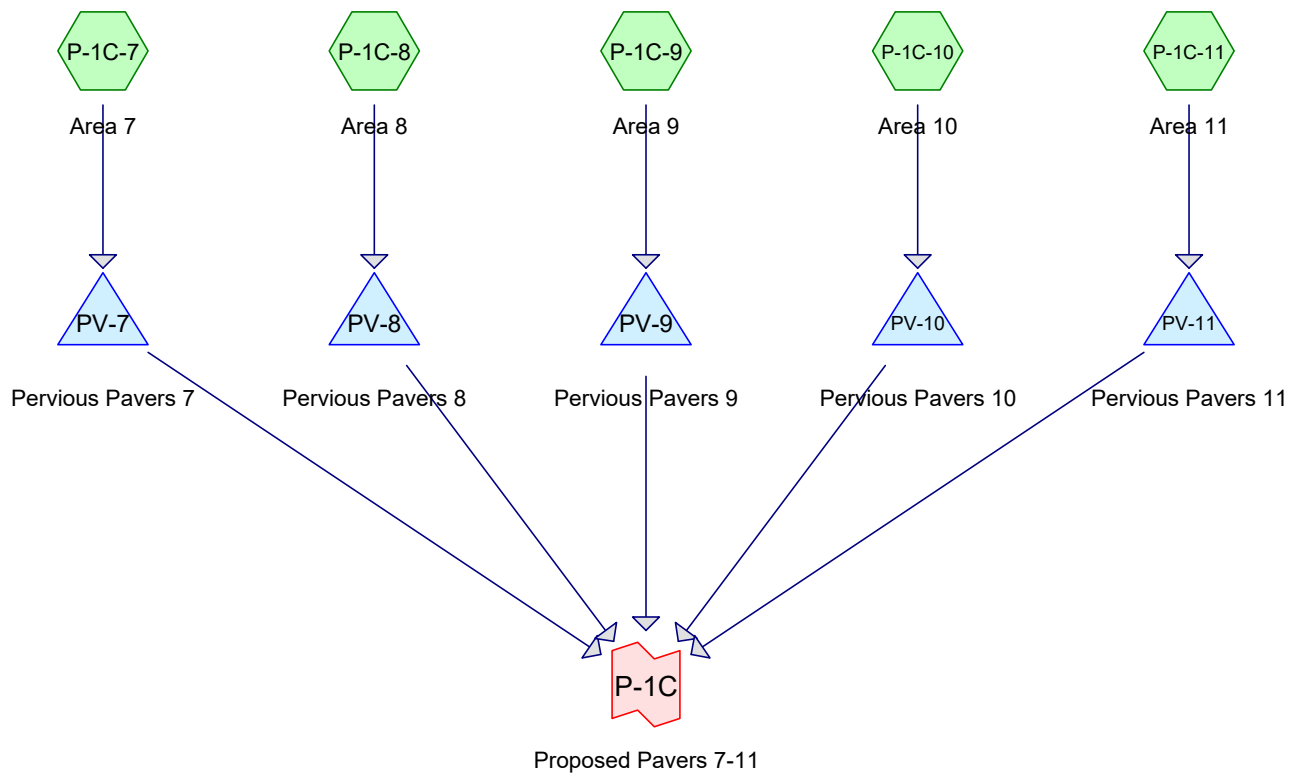 P-1C-7
P-1C-8
P-1C-9
P-1C-10
P-1C-11
Area 7
Area 8
Area 9
Area 10
Area 11
PV-7
PV-8
PV-9
PV-10
PV-11
Pervious Pavers 7
Pervious Pavers 8
Pervious Pavers 9
Pervious Pavers 10
Pervious Pavers 11
P-1C
Proposed Pavers 7-11